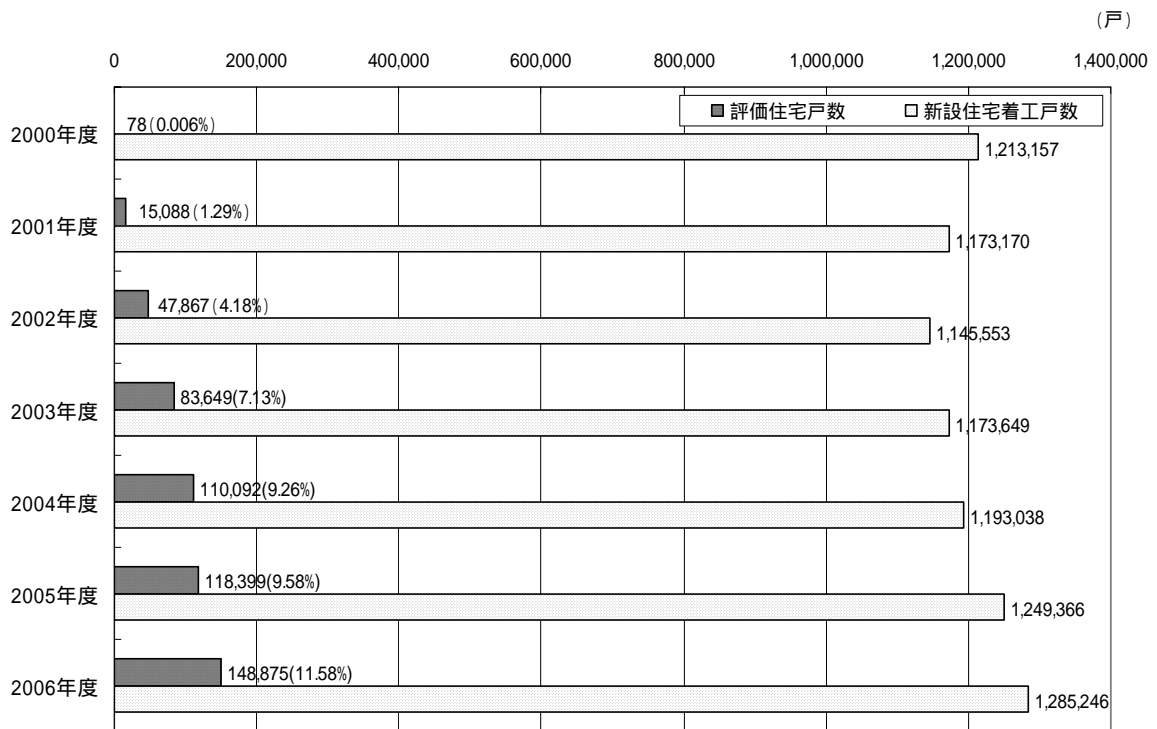 (戸)
0 200,000 400,000 600,000 800,000 1,000,000 1,200,000 1,400,000
評価住宅戸数 新設住宅着工戸数
2000年度 78(0.006%)
1,213,157
2001年度 15,088(1.29%)
1,173,170
2002年度 47,867(4.18%)
1,145,553
2003年度 83,649(7.13%)
1,173,649
2004年度 110,092(9.26%)
1,193,038
2005年度 118,399(9.58%)
1,249,366
2006年度 148,875(11.58%)
1,285,246